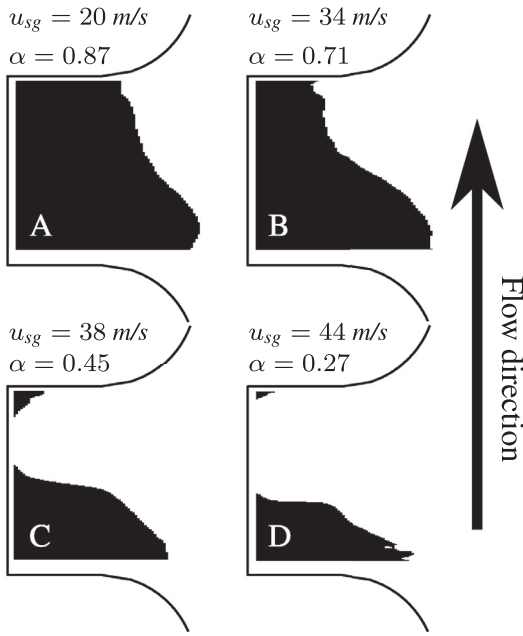 u_sg = 20 m/s
α = 0.87
A
u_sg = 34 m/s
α = 0.71
B
u_sg = 38 m/s
α = 0.45
C
u_sg = 44 m/s
α = 0.27
D
Flow direction